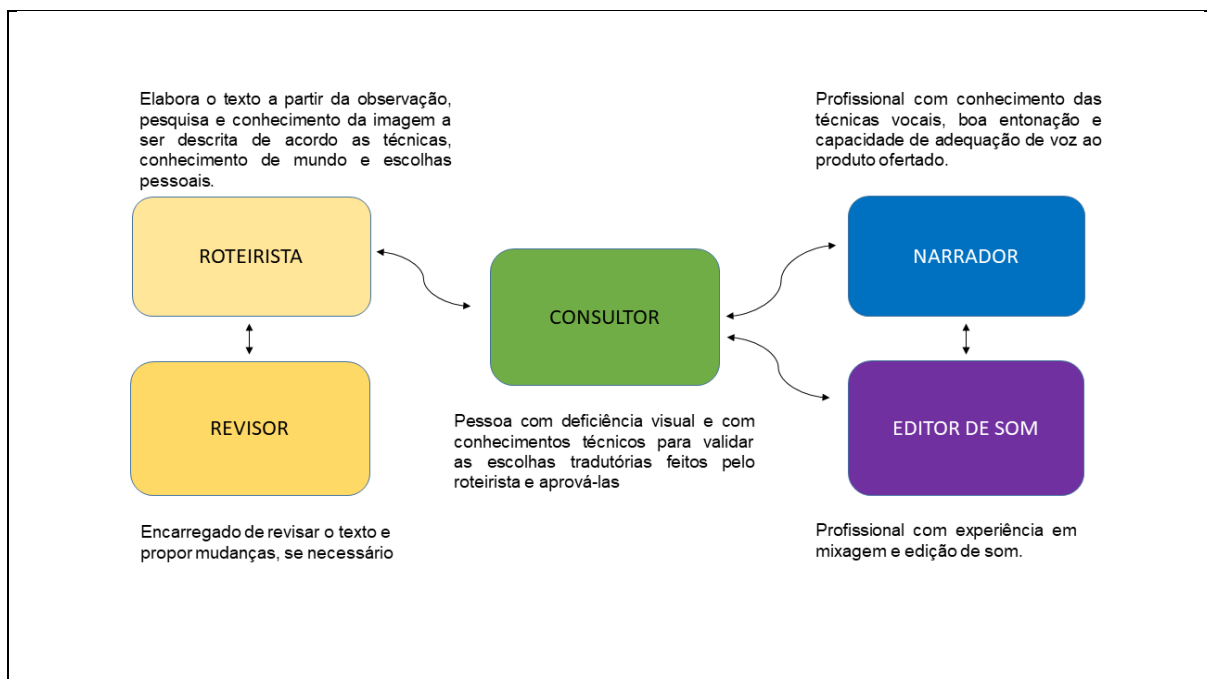 Elabora o texto a partir da observação,
pesquisa e conhecimento da imagem a
ser descrita de acordo as técnicas,
conhecimento de mundo e escolhas
pessoais.
ROTEIRISTA
REVISOR
Encarregado de revisar o texto e
propor mudanças, se necessário
CONSULTOR
Pessoa com deficiência visual e com
conhecimentos técnicos para validar
as escolhas tradutórias feitos pelo
roteirista e aprová-las
Profissional com conhecimento das
técnicas vocais, boa entonação e
capacidade de adequação de voz ao
produto ofertado.
NARRADOR
EDITOR DE SOM
Profissional com experiência em
mixagem e edição de som.